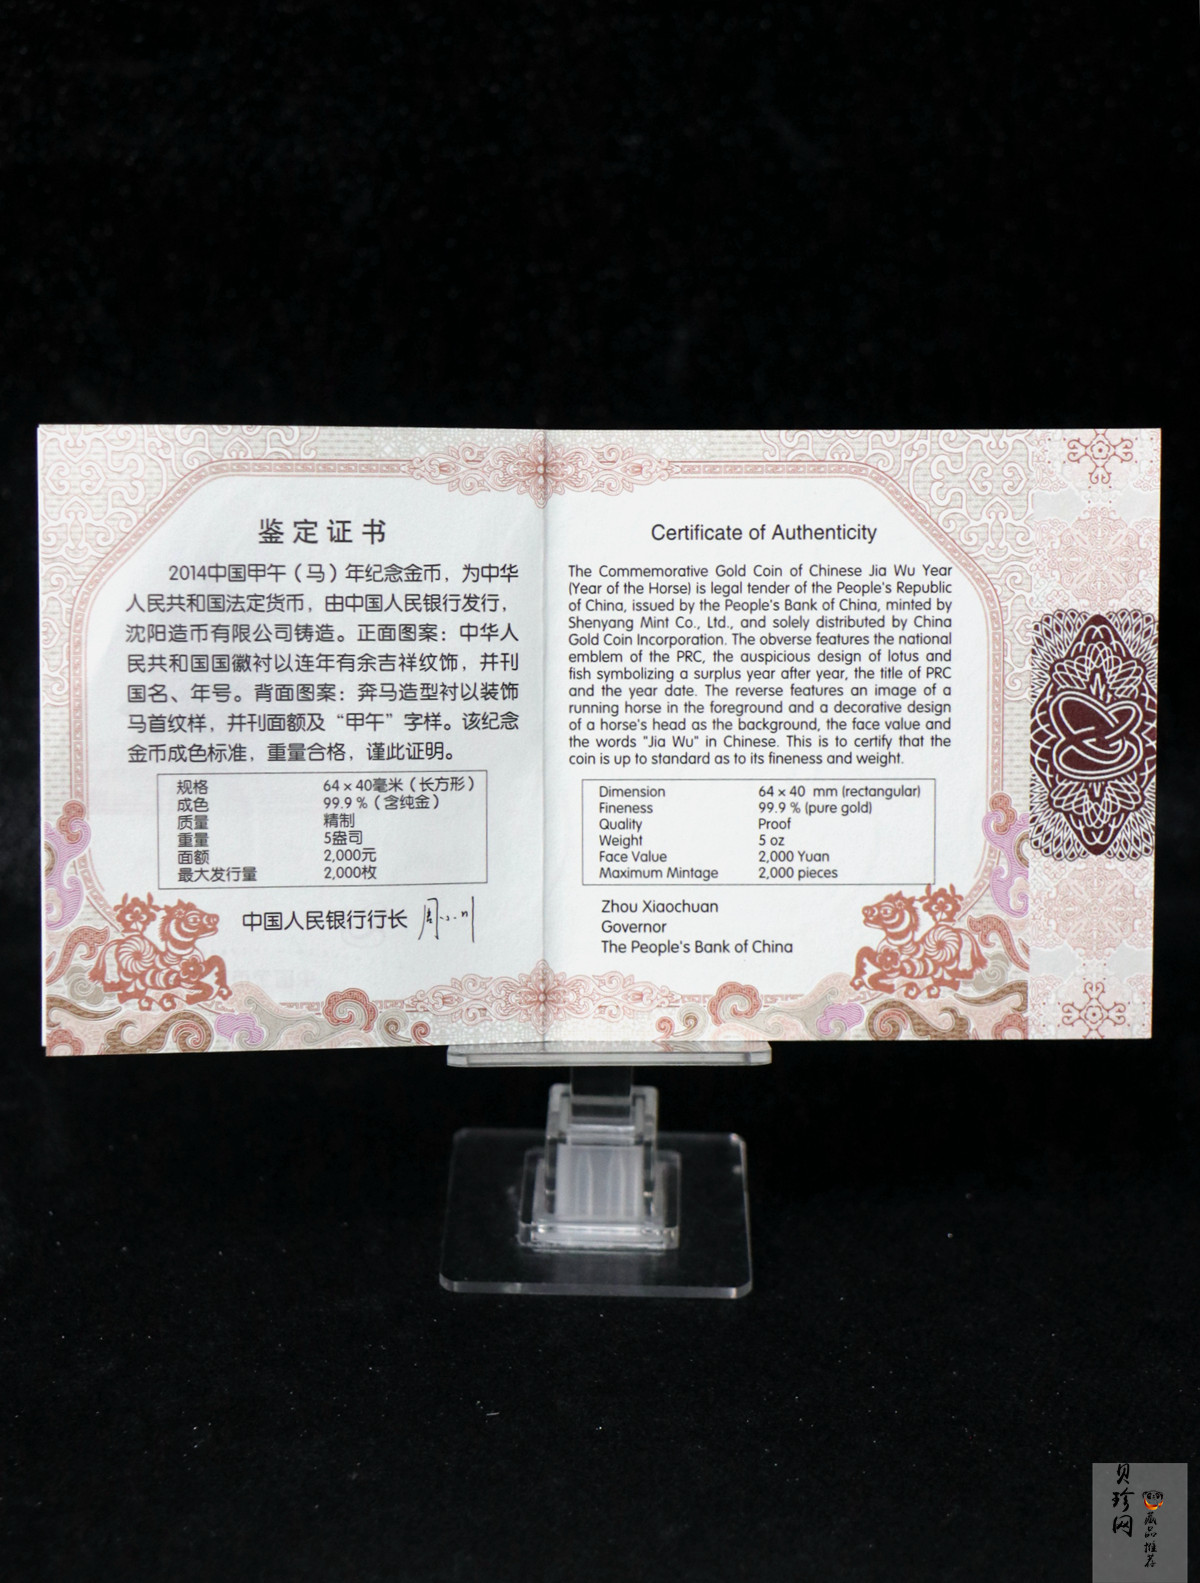 鉴定证书
2014中国甲午（马）年纪念金币，为中华
人民共和国法定货币，由中国人民银行发行，
沈阳造币有限公司铸造。正面图案：中华人
民共和国国徽衬以连年有余吉祥纹饰，并刊
国名、年号。背面图案：奔马造型衬以装饰
马首纹样，并刊面额及“甲午”字样。该纪念
金币成色标准，重量合格，谨此证明。
规格 64×40毫米（长方形）
成色 99.9%（含纯金）
质量 精制
重量 5盎司
面额 2,000元
最大发行量 2,000枚
中国人民银行行长 周小川
Certificate of Authenticity
The Commemorative Gold Coin of Chinese Jia Wu Year
(Year of the Horse) is legal tender of the People's Republic
of China, issued by the People's Bank of China, minted by
Shenyang Mint Co., Ltd., and solely distributed by China
Gold Coin Incorporation. The obverse features the national
emblem of the PRC, the auspicious design of lotus and
fish symbolizing a surplus year after year, the title of PRC
and the year date. The reverse features an image of a
running horse in the foreground and a decorative design
of a horse's head as the background, the face value and
the words "Jia Wu" in Chinese. This is to certify that the
coin is up to standard as to its fineness and weight.
Dimension 64×40 mm (rectangular)
Fineness 99.9 % (pure gold)
Quality Proof
Weight 5 oz
Face Value 2,000 Yuan
Maximum Mintage 2,000 pieces
Zhou Xiaochuan
Governor
The People's Bank of China
贝珍网
藏品推荐